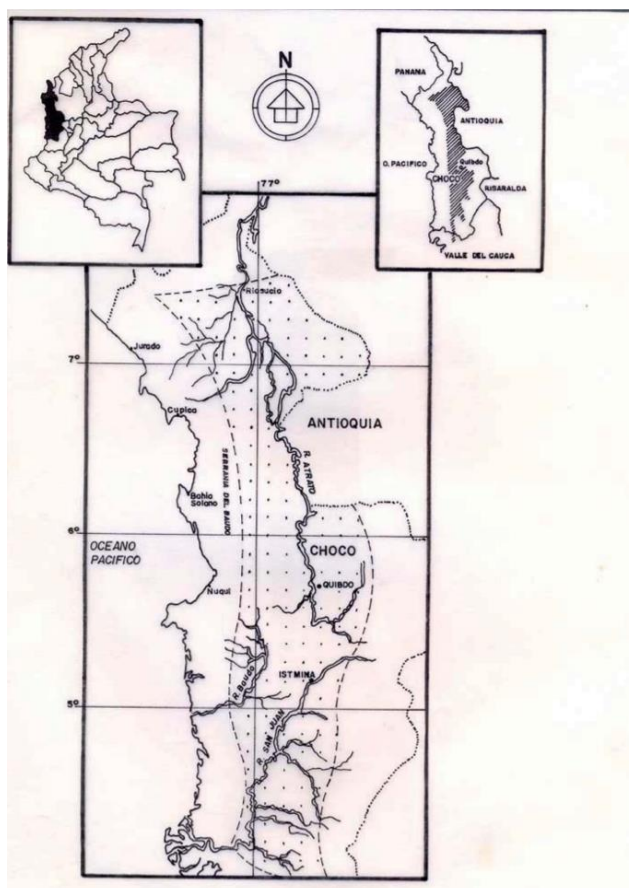 N
PANAMA
ANTIOQUIA
O. PACIFICO
Quibdo
CHOCO
RISARALDA
VALLE DEL CAUCA
77°
Riosucio
Jurado
7°
Cupica
ANTIOQUIA
R. ATRATO
SERRANIA DEL BAUDO
Bahia
Solano
6°
OCEANO
PACIFICO
CHOCO
QUIBDO
Nuqui
ISTMINA
R. Baudo
5°
R. SAN JUAN